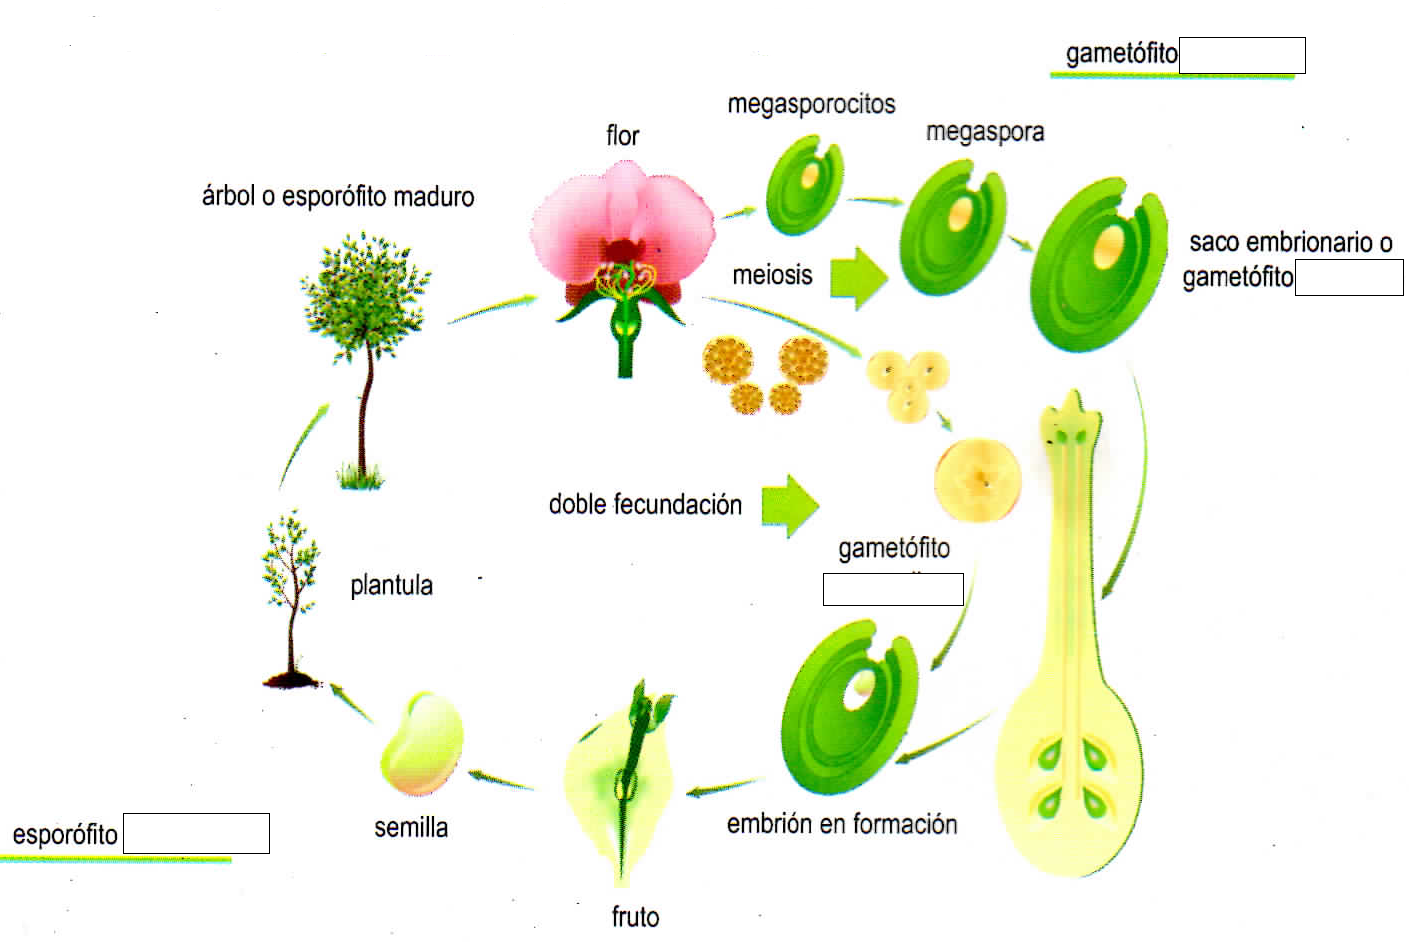 gametófito
megasporocitos
flor
megaspora
árbol o esporófito maduro
saco embrionario o
gametófito
meiosis
doble fecundación
gametófito
plantula
embrión en formación
semilla
esporófito
fruto